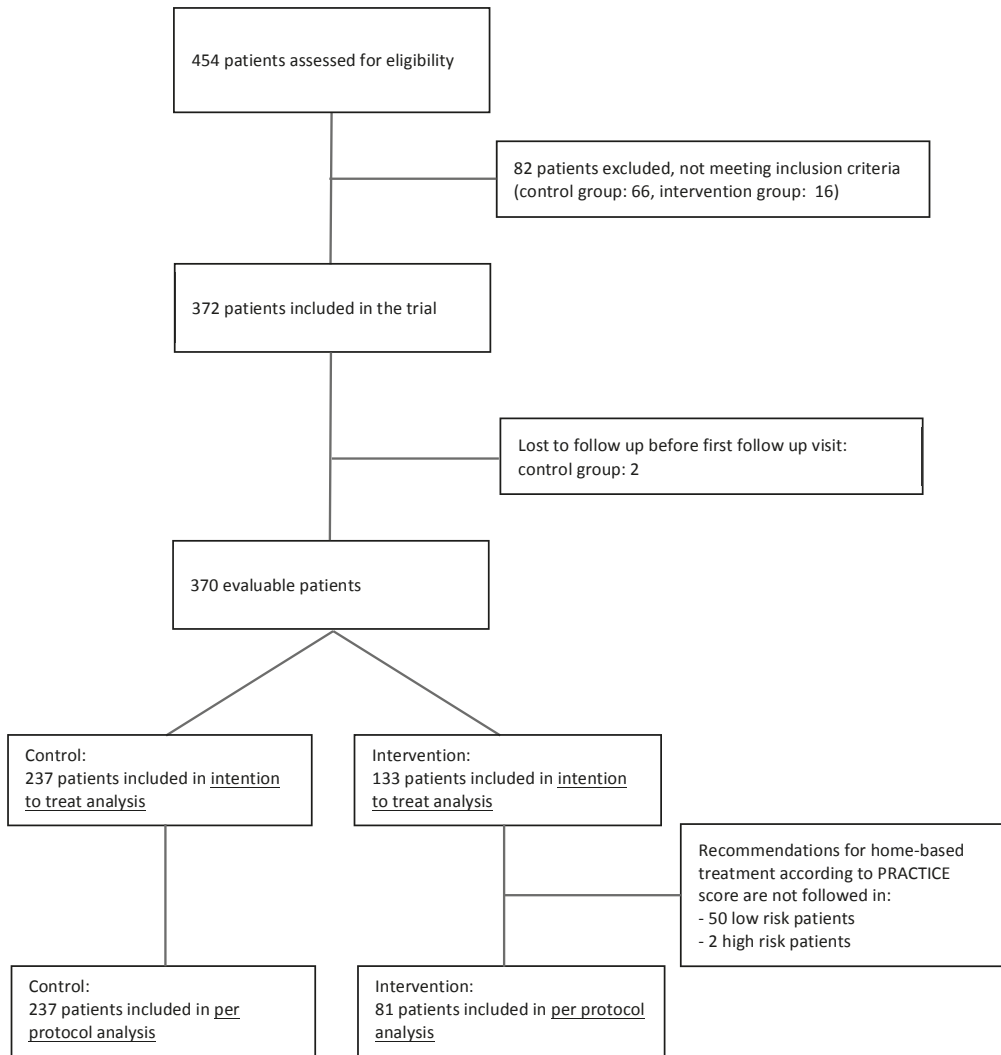 454 patients assessed for eligibility
82 patients excluded, not meeting inclusion criteria
(control group: 66, intervention group:  16)
372 patients included in the trial
Lost to follow up before first follow up visit:
control group: 2
370 evaluable patients
Control:
237 patients included in intention
to treat analysis
Intervention:
133 patients included in intention
to treat analysis
Recommendations for home-based
treatment according to PRACTICE
score are not followed in:
- 50 low risk patients
- 2 high risk patients
Control:
237 patients included in per
protocol analysis
Intervention:
81 patients included in per protocol
analysis